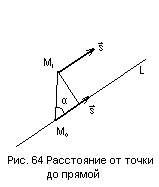 M₁
s⃗
L
α
s⃗
M₀
Рис. 64 Расстояние от точки
до прямой